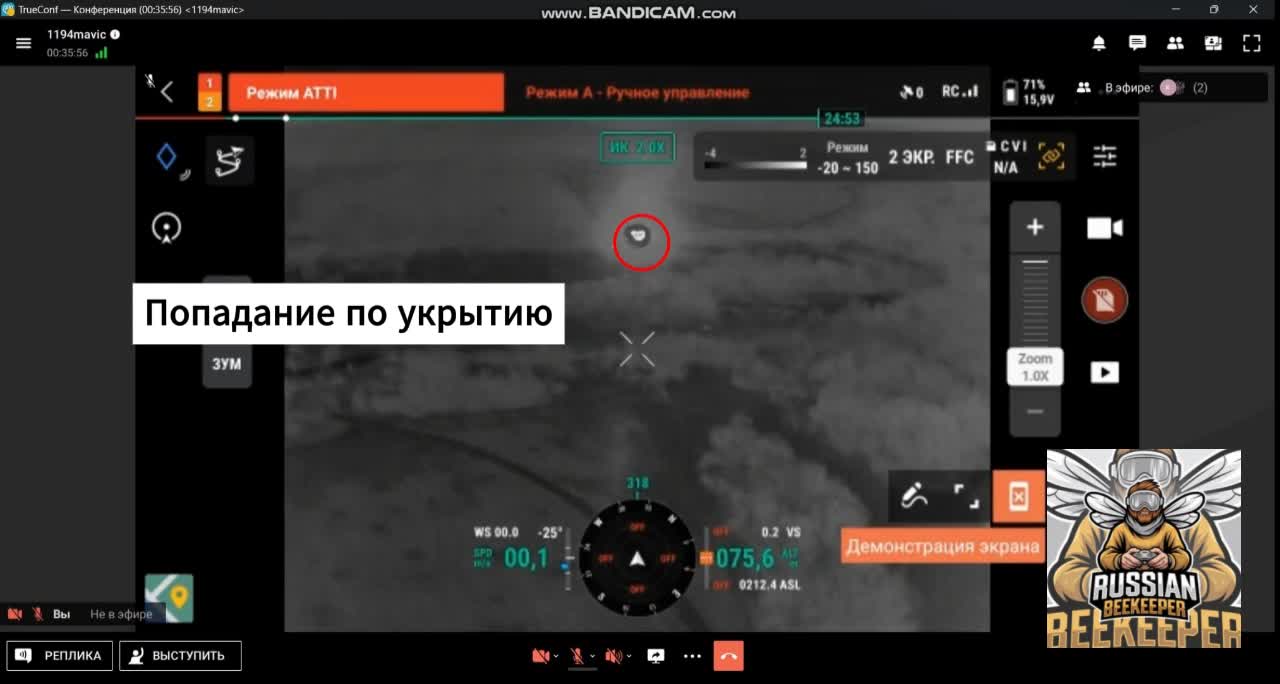 TrueConf — Конференция (00:35:56) <1194mavic>
www.BANDICAM.com
1194mavic
00:35:56
1
2
Режим ATTI
Режим A - Ручное управление
0
RC
71%
15,9V
В эфире:
(2)
24:53
ИК 2.0X
-4
2
Режим
-20 ~ 150
2 ЭКР.
FFC
CVI
N/A
Попадание по укрытию
ЗУМ
Zoom
1.0X
318
WS 00.0
-25°
SPD
00,1
OFF
OFF
OFF
OFF
OFF
0.2 VS
075,6
ALT
OFF
0212.4 ASL
Демонстрация экрана
RUSSIAN
BEEKEEPER
BEEKEEPER
Вы
Не в эфире
РЕПЛИКА
ВЫСТУПИТЬ